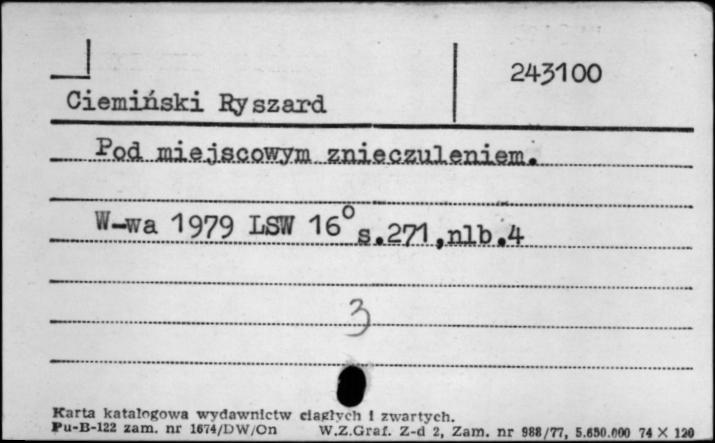 243100
Ciemiński Ryszard
Pod miejscowym znieczuleniem.
W-wa 1979 LSW 16° s.271,nlb.4
3
Karta katalogowa wydawnictw ciągłych i zwartych.
Pu-B-122 zam. nr 1674/DW/On W.Z.Graf. Z-d 2, Zam. nr 988/77, 5.650.000 74 X 120